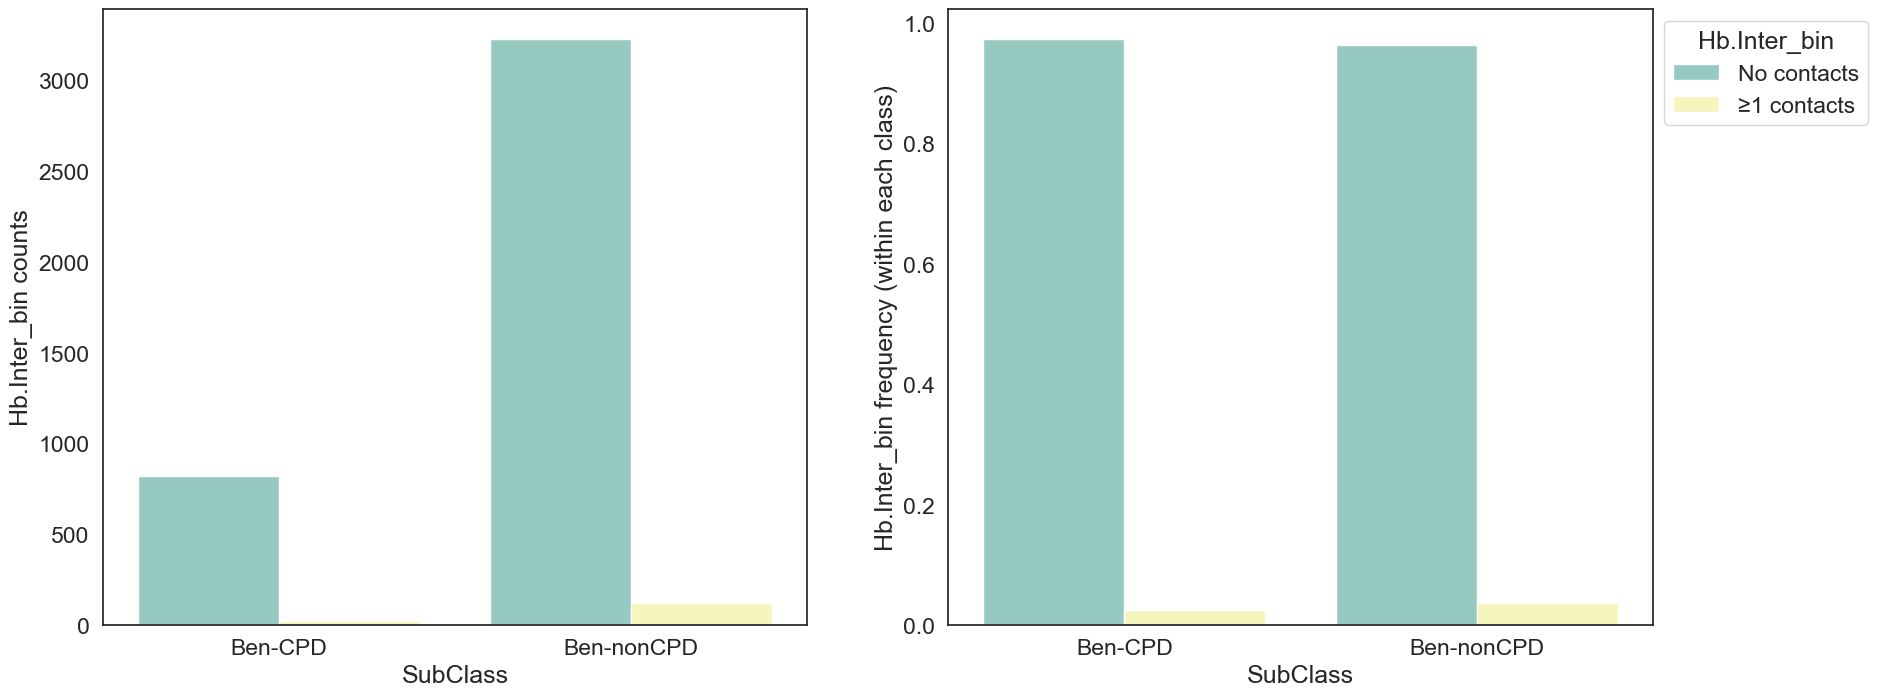 Hb.Inter_bin counts
3000
2500
2000
1500
1000
500
0
Ben-CPD
Ben-nonCPD
SubClass
Hb.Inter_bin frequency (within each class)
1.0
0.8
0.6
0.4
0.2
0.0
Ben-CPD
Ben-nonCPD
SubClass
Hb.Inter_bin
No contacts
≥1 contacts